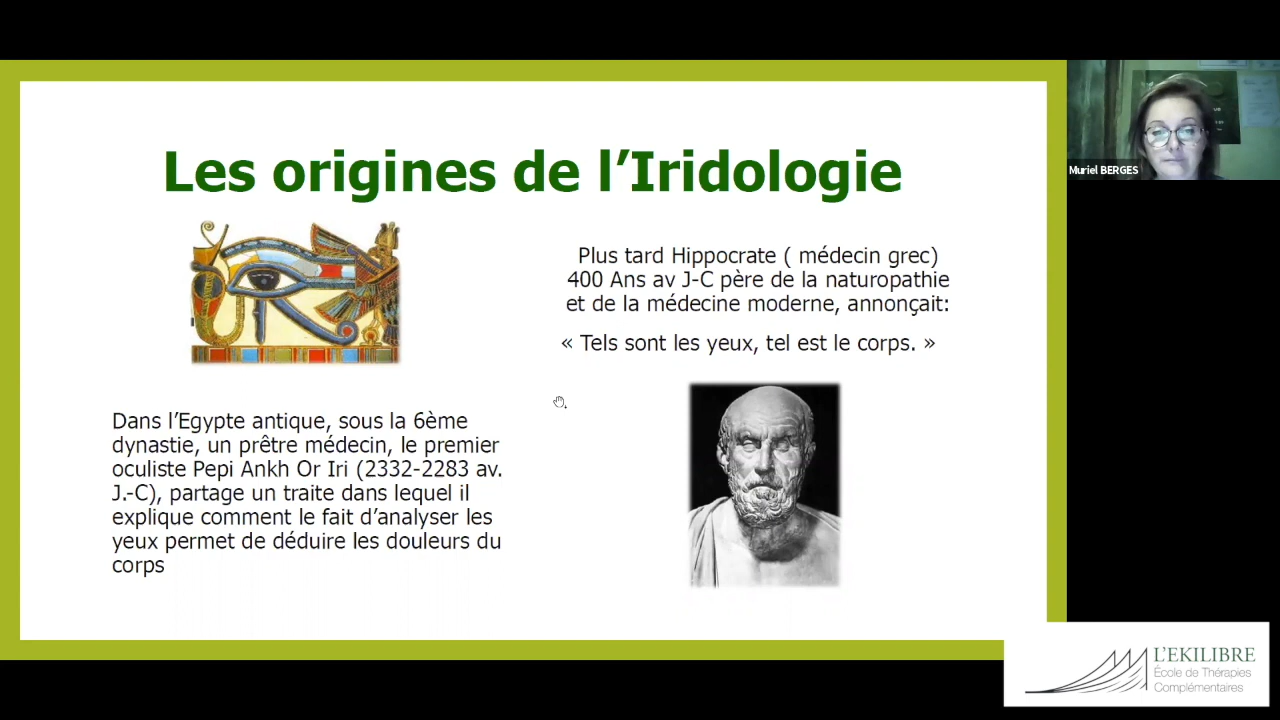 Les origines de l’Iridologie
Plus tard Hippocrate ( médecin grec)
400 Ans av J-C père de la naturopathie
et de la médecine moderne, annonçait:
« Tels sont les yeux, tel est le corps. »
Dans l’Egypte antique, sous la 6ème
dynastie, un prêtre médecin, le premier
oculiste Pepi Ankh Or Iri (2332-2283 av.
J.-C), partage un traite dans lequel il
explique comment le fait d’analyser les
yeux permet de déduire les douleurs du
corps
Muriel BERGES
L'EKILIBRE
École de Thérapies
Complémentaires